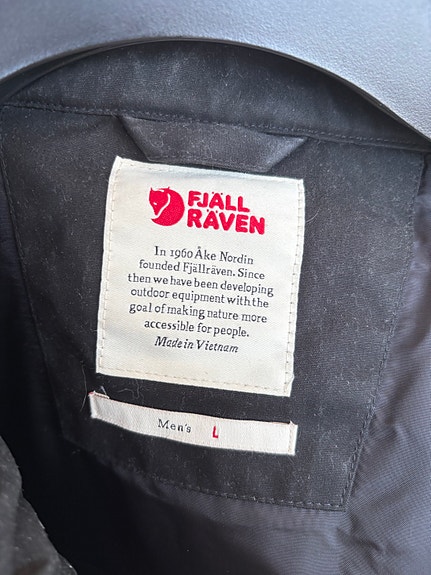 FJÄLL
RÄVEN
In 1960 Åke Nordin
founded Fjällräven. Since
then we have been developing
outdoor equipment with the
goal of making nature more
accessible for people.
Made in Vietnam
Men's L